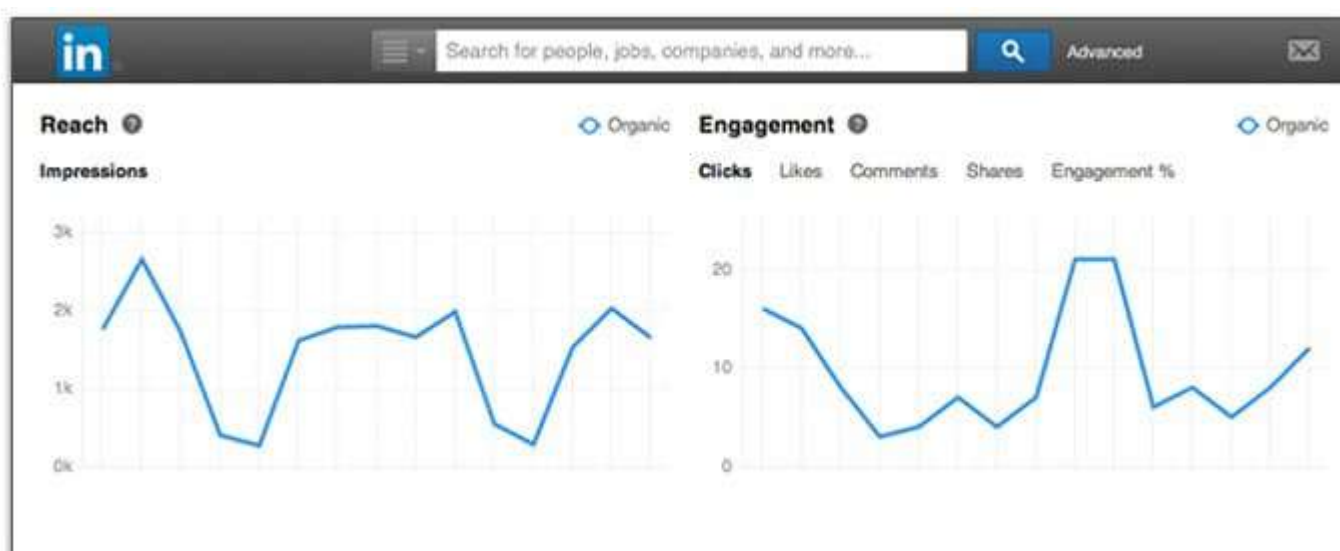 in
Search for people, jobs, companies, and more...
Advanced
Reach
Organic
Impressions
3k
2k
1k
0k
Engagement
Organic
Clicks Likes Comments Shares Engagement %
20
10
0